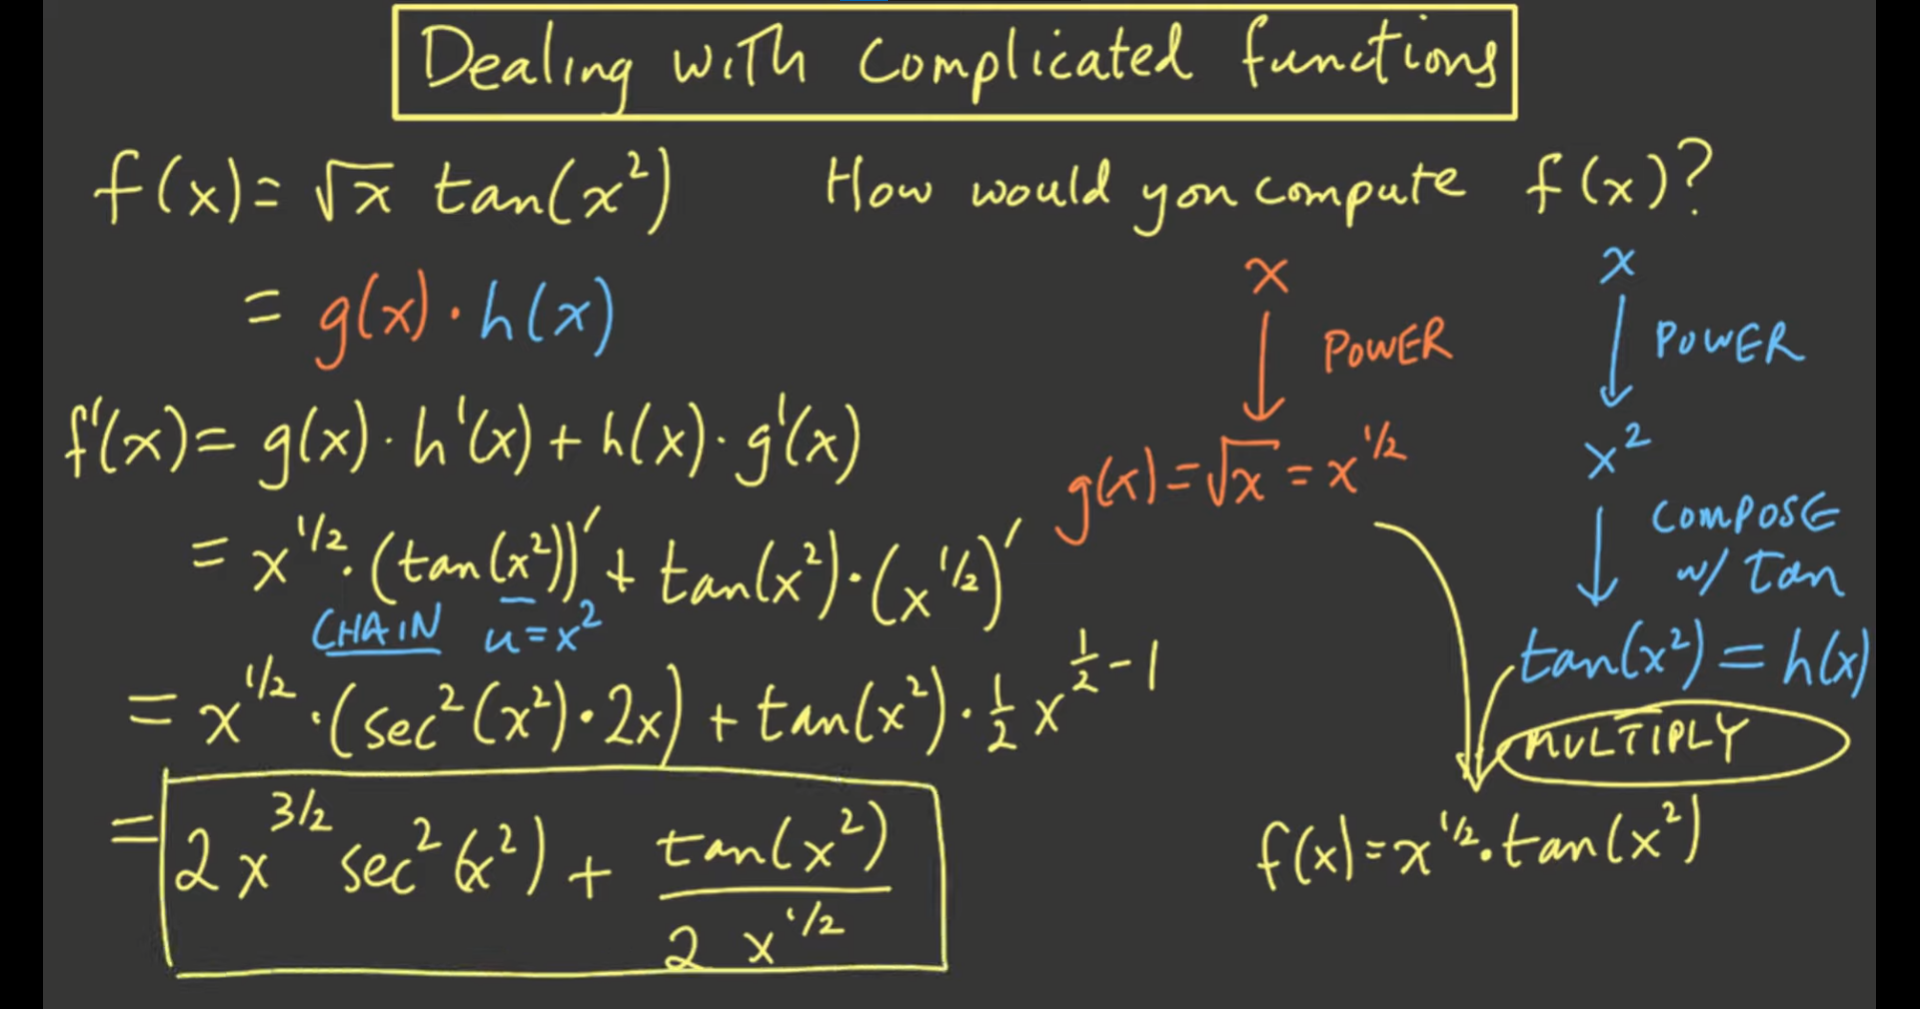 Dealing with Complicated functions
f(x) = √x tan(x²)
= g(x) · h(x)
f'(x) = g(x) · h'(x) + h(x) · g'(x)
= x^1/2 · (tan(x²))' + tan(x²) · (x^1/2)'
CHAIN u = x²
= x^1/2 · (sec²(x²) · 2x) + tan(x²) · 1/2 x^(1/2 - 1)
= 2 x^3/2 sec²(x²) + tan(x²) / 2 x^1/2
How would you compute f(x)?
x
POWER
g(x) = √x = x^1/2
x
POWER
x²
COMPOSE
w/ tan
tan(x²) = h(x)
MULTIPLY
f(x) = x^1/2 · tan(x²)